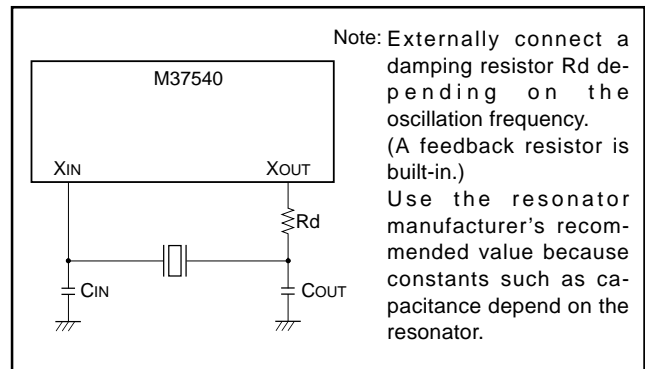 Note: Externally connect a
damping resistor Rd de-
pending on the
oscillation frequency.
(A feedback resistor is
built-in.)
Use the resonator
manufacturer's recom-
mended value because
constants such as ca-
pacitance depend on the
resonator.
M37540
XIN XOUT
Rd
CIN COUT